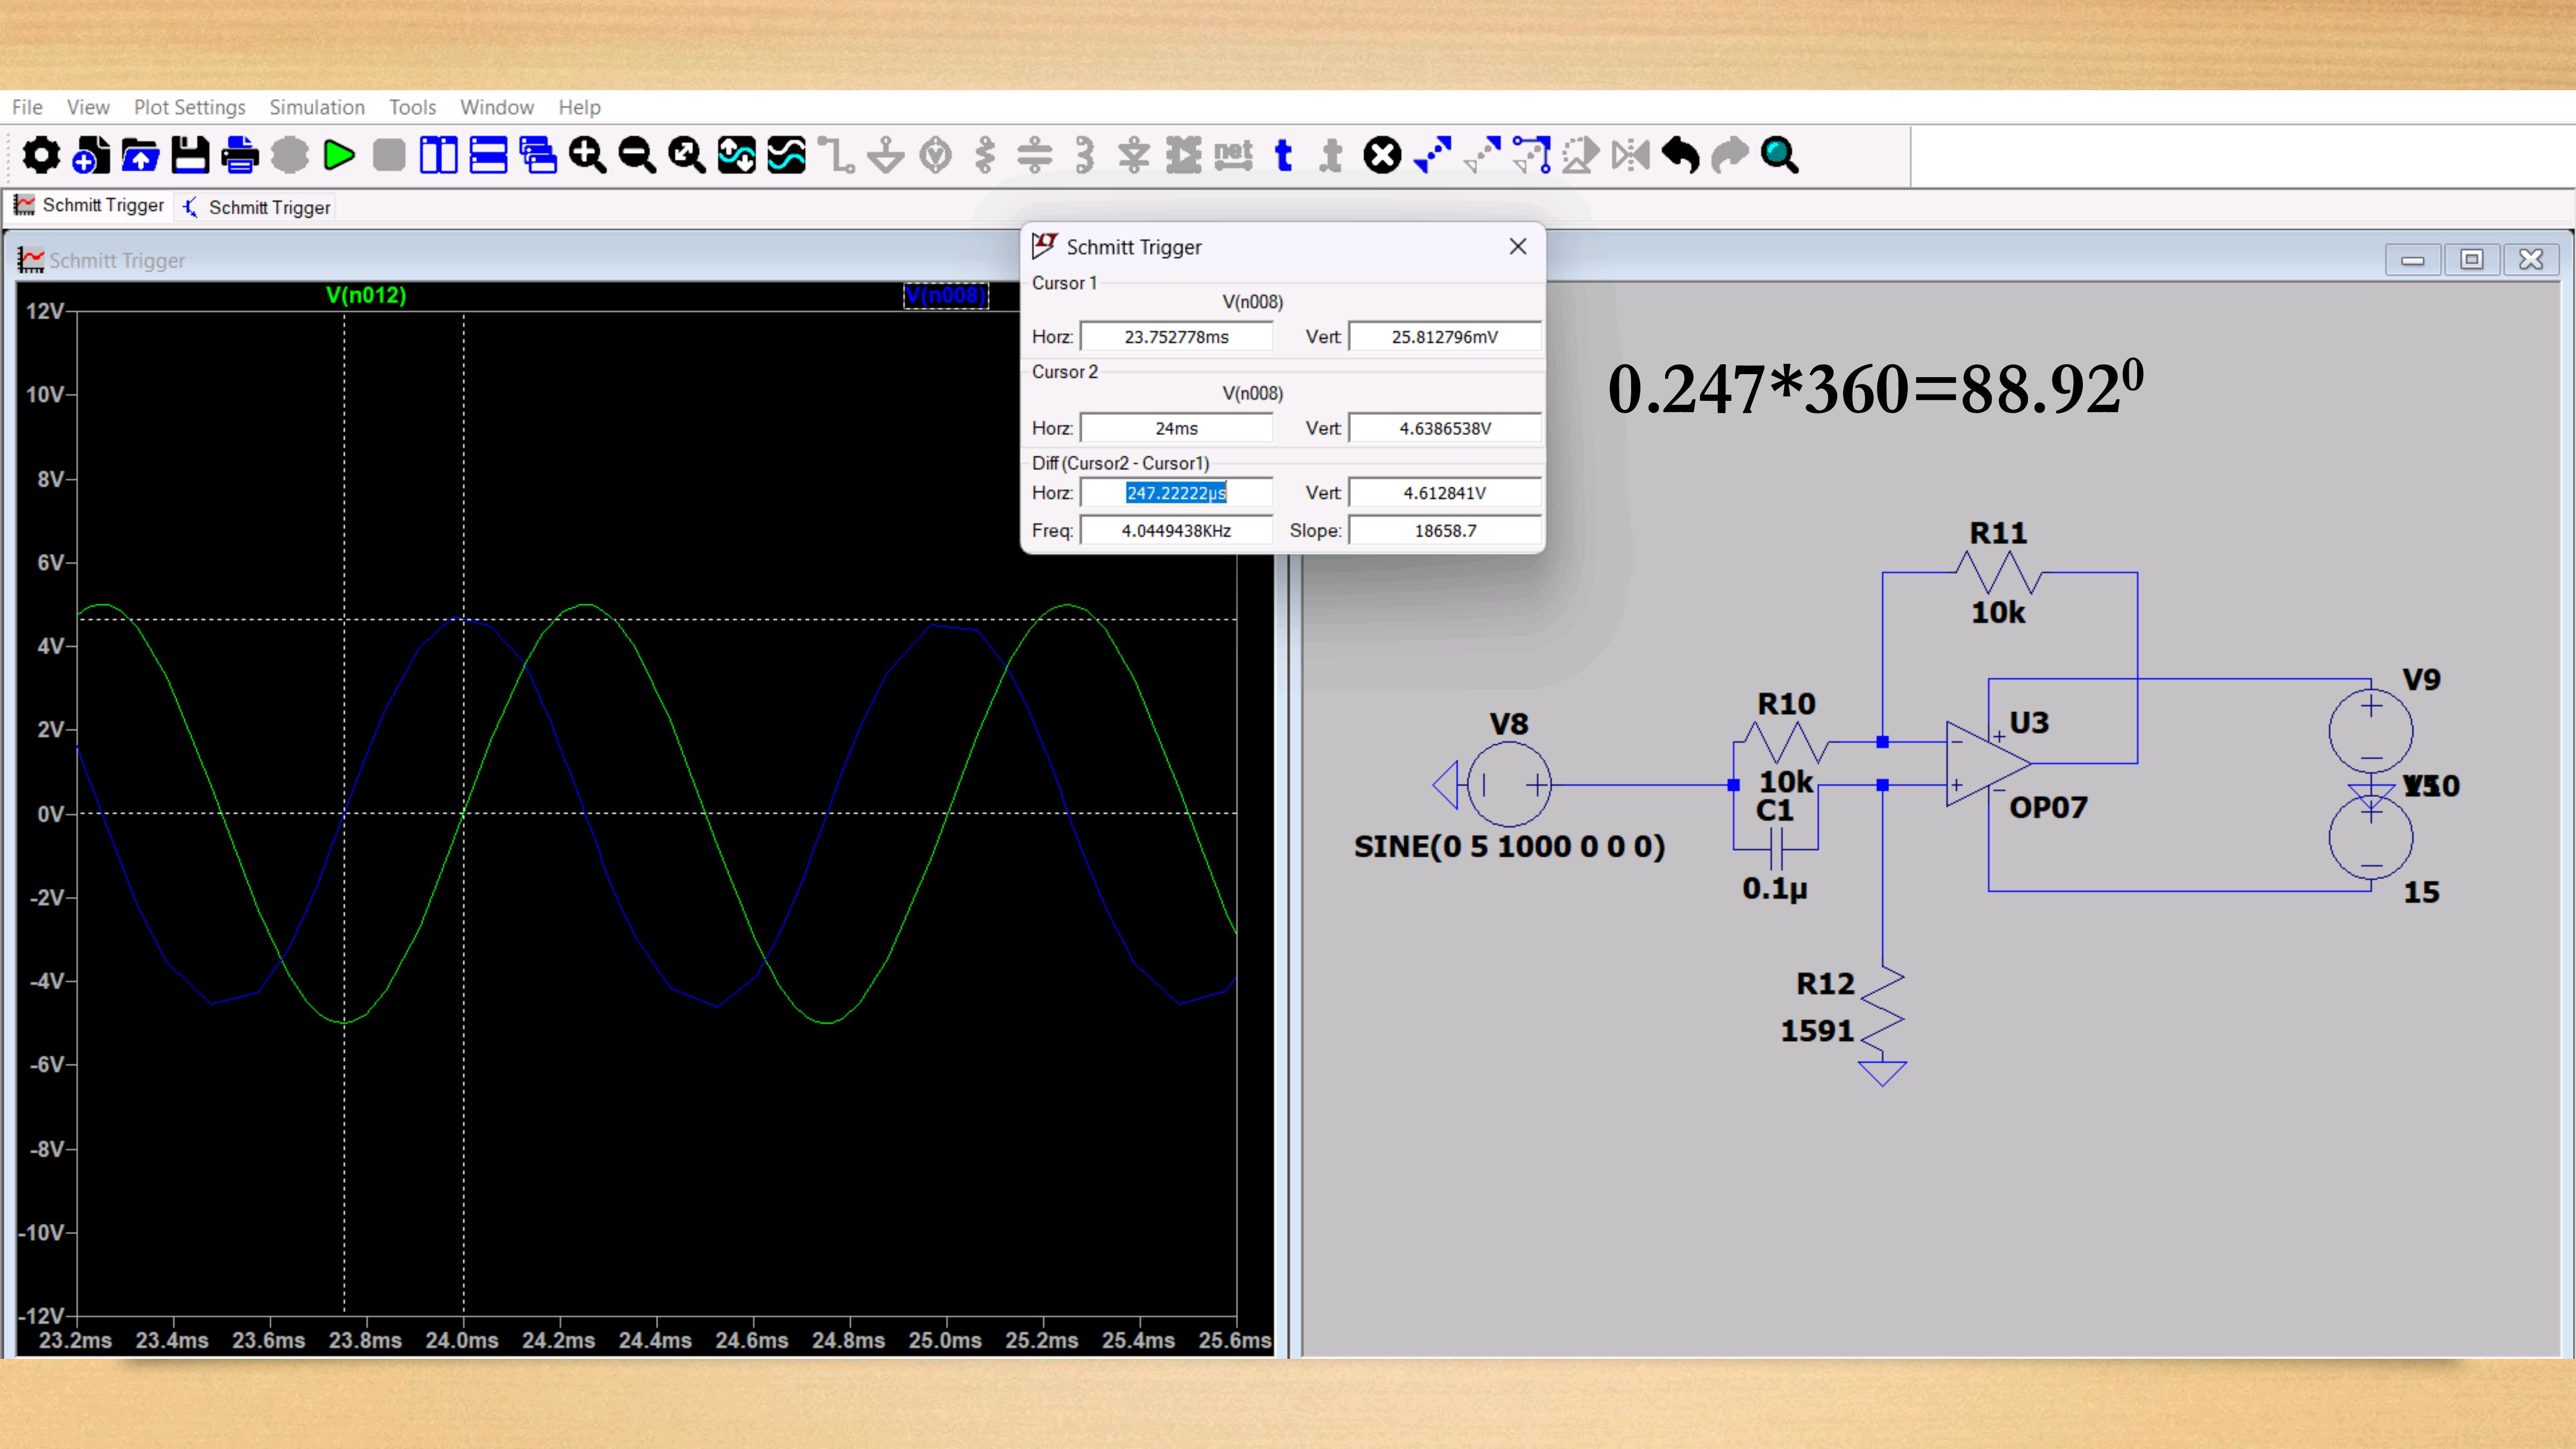 File View Plot Settings Simulation Tools Window Help
net t t
Schmitt Trigger Schmitt Trigger
Schmitt Trigger
V(n012) V(n008)
12V
10V
8V
6V
4V
2V
0V
-2V
-4V
-6V
-8V
-10V
-12V
23.2ms 23.4ms 23.6ms 23.8ms 24.0ms 24.2ms 24.4ms 24.6ms 24.8ms 25.0ms 25.2ms 25.4ms 25.6ms
Schmitt Trigger
Cursor 1
V(n008)
Horz: 23.752778ms Vert: 25.812796mV
Cursor 2
V(n008)
Horz: 24ms Vert: 4.6386538V
Diff (Cursor2 - Cursor1)
Horz: 247.22222µs Vert: 4.612841V
Freq: 4.0449438KHz Slope: 18658.7
0.247*360=88.92⁰
R11
10k
V9
R10
V8
U3
10k
C1
OP07
SINE(0 5 1000 0 0 0)
0.1µ
15
R12
1591